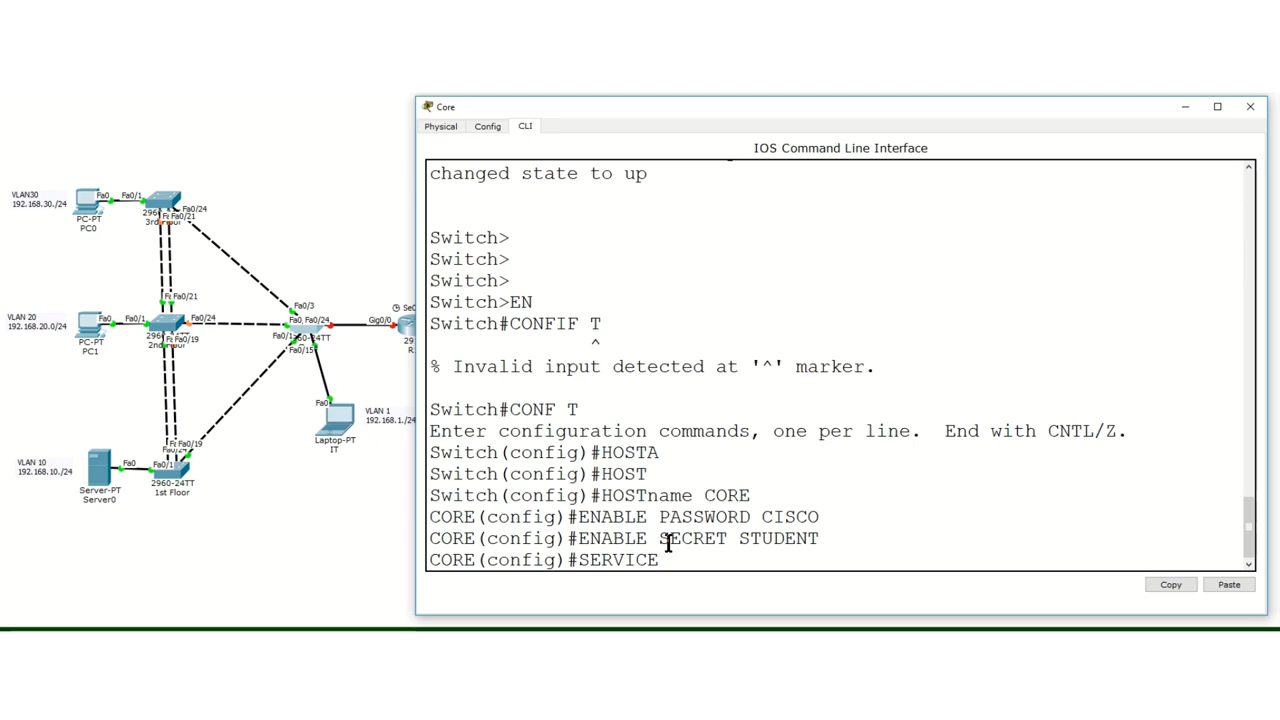 Core
Physical
Config
CLI
IOS Command Line Interface
changed state to up
Switch>
Switch>
Switch>
Switch>EN
Switch#CONFIF T
^
% Invalid input detected at '^' marker.
Switch#CONF T
Enter configuration commands, one per line. End with CNTL/Z.
Switch(config)#HOSTA
Switch(config)#HOST
Switch(config)#HOSTname CORE
CORE(config)#ENABLE PASSWORD CISCO
CORE(config)#ENABLE SECRET STUDENT
CORE(config)#SERVICE
Copy
Paste
VLAN30
192.168.30./24
Fa0
Fa0/1
PC-PT
PC0
Fa0/24
Fa0/21
VLAN 20
192.168.20.0/24
Fa0
Fa0/1
PC-PT
PC1
Fa0/21
Fa0/24
Fa0/19
Fa0/3
Fa0/24
Fa0/15
Gig0/0
Fa0
VLAN 1
192.168.1./24
Laptop-PT
IT
VLAN 10
192.168.10./24
Fa0
Fa0/1
Fa0/19
Server-PT
Server0
2960-24TT
1st Floor